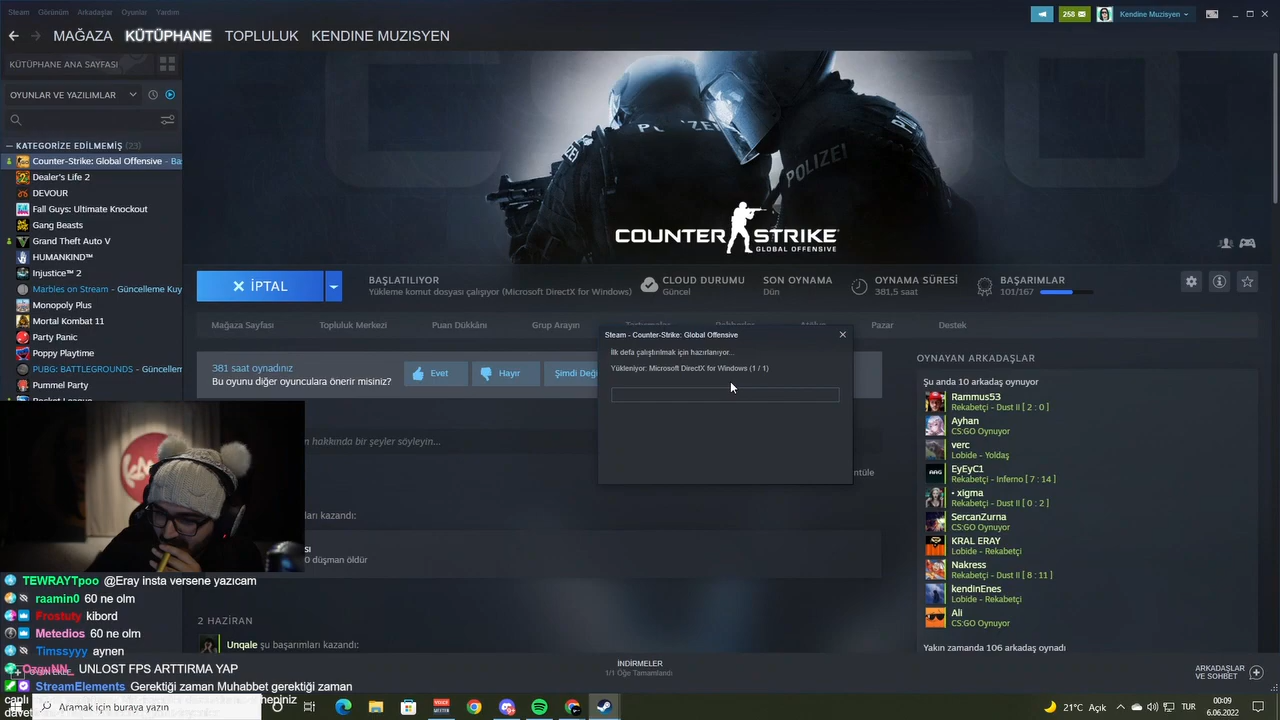 Steam Görünüm Arkadaşlar Oyunlar Yardım
258
Kendine Muzisyen
MAĞAZA KÜTÜPHANE TOPLULUK KENDINE MUZISYEN
KÜTÜPHANE ANA SAYFASI
OYUNLAR VE YAZILIMLAR
KATEGORİZE EDİLMEMİŞ (23)
Counter-Strike: Global Offensive - Bas
Dealer's Life 2
DEVOUR
Fall Guys: Ultimate Knockout
Gang Beasts
Grand Theft Auto V
HUMANKIND™
Injustice™ 2
Marbles on Stream - Güncelleme Kuy
Monopoly Plus
Mortal Kombat 11
Party Panic
Poppy Playtime
PUBG: BATTLEGROUNDS - Güncelleme
Pummel Party
Rocket League
POLIZEI
POLIZEI
COUNTER STRIKE
GLOBAL OFFENSIVE
İPTAL
BAŞLATILIYOR
Yükleme komut dosyası çalışıyor (Microsoft DirectX for Windows)
CLOUD DURUMU
Güncel
SON OYNAMA
Dün
OYNAMA SÜRESİ
381,5 saat
BAŞARIMLAR
101/167
Mağaza Sayfası Topluluk Merkezi Puan Dükkânı Grup Arayın Pazar Destek
Steam - Counter-Strike: Global Offensive
İlk defa çalıştırılmak için hazırlanıyor...
Yükleniyor: Microsoft DirectX for Windows (1 / 1)
381 saat oynadınız
Bu oyunu diğer oyunculara önerir misiniz?
Evet
Hayır
Şimdi Deği
n hakkında bir şeyler söyleyin...
ntüle
ları kazandı:
sı
0 düşman öldür
2 HAZİRAN
Unqale şu başarımları kazandı:
OYNAYAN ARKADAŞLAR
Şu anda 10 arkadaş oynuyor
Rammus53
Rekabetçi - Dust II [ 2 : 0 ]
Ayhan
CS:GO Oynuyor
verc
Lobide - Yoldaş
EyEyC1
Rekabetçi - Inferno [ 7 : 14 ]
• xigma
Rekabetçi - Dust II [ 0 : 2 ]
SercanZurna
CS:GO Oynuyor
KRAL ERAY
Lobide - Rekabetçi
Nakress
Rekabetçi - Dust II [ 8 : 11 ]
kendinEnes
Lobide - Rekabetçi
Ali
CS:GO Oynuyor
Yakın zamanda 106 arkadaş oynadı
TEWRAYTpoo @Eray insta versene yazıcam
raamin0 60 ne olm
Frostuty kibord
Metedios 60 ne olm
Timssyyy aynen
UNLOST FPS ARTTIRMA YAP
StreamElements Gerektiği zaman Muhabbet gerektiği zaman
İNDİRMELER
1/1 Öğe Tamamlandı
ARKADAŞLAR
VE SOHBET
Aramak için buraya yazın
21°C Açık
TUR
00:09
6.06.2022